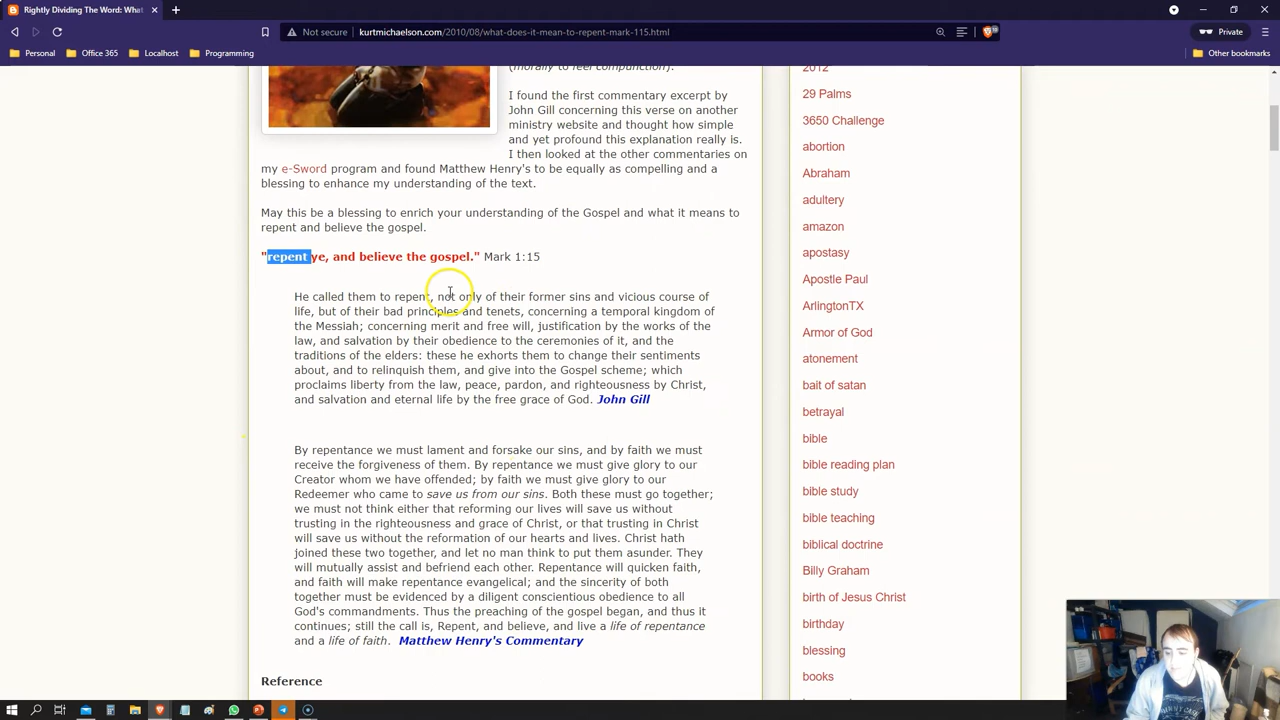 Rightly Dividing The Word: Wha
Not secure
kurtmichaelson.com/2010/08/what-does-it-mean-to-repent-mark-115.html
Private
Personal
Office 365
Localhost
Programming
Other bookmarks
(morally to feel compunction).
I found the first commentary excerpt by
John Gill concerning this verse on another
ministry website and thought how simple
and yet profound this explanation really is.
I then looked at the other commentaries on
my e-Sword program and found Matthew Henry's to be equally as compelling and a
blessing to enhance my understanding of the text.
May this be a blessing to enrich your understanding of the Gospel and what it means to
repent and believe the gospel.
"repent ye, and believe the gospel." Mark 1:15
He called them to repent, not only of their former sins and vicious course of
life, but of their bad principles and tenets, concerning a temporal kingdom of
the Messiah; concerning merit and free will, justification by the works of the
law, and salvation by their obedience to the ceremonies of it, and the
traditions of the elders: these he exhorts them to change their sentiments
about, and to relinquish them, and give into the Gospel scheme; which
proclaims liberty from the law, peace, pardon, and righteousness by Christ,
and salvation and eternal life by the free grace of God. John Gill
By repentance we must lament and forsake our sins, and by faith we must
receive the forgiveness of them. By repentance we must give glory to our
Creator whom we have offended; by faith we must give glory to our
Redeemer who came to save us from our sins. Both these must go together;
we must not think either that reforming our lives will save us without
trusting in the righteousness and grace of Christ, or that trusting in Christ
will save us without the reformation of our hearts and lives. Christ hath
joined these two together, and let no man think to put them asunder. They
will mutually assist and befriend each other. Repentance will quicken faith,
and faith will make repentance evangelical; and the sincerity of both
together must be evidenced by a diligent conscientious obedience to all
God's commandments. Thus the preaching of the gospel began, and thus it
continues; still the call is, Repent, and believe, and live a life of repentance
and a life of faith. Matthew Henry's Commentary
Reference
2012
29 Palms
3650 Challenge
abortion
Abraham
adultery
amazon
apostasy
Apostle Paul
ArlingtonTX
Armor of God
atonement
bait of satan
betrayal
bible
bible reading plan
bible study
bible teaching
biblical doctrine
Billy Graham
birth of Jesus Christ
birthday
blessing
books